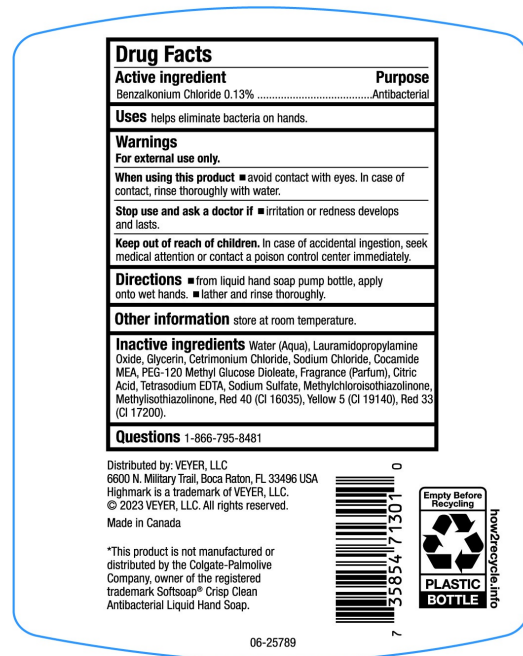 Drug Facts
Active ingredient Purpose
Benzalkonium Chloride 0.13% ......................................Antibacterial
Uses helps eliminate bacteria on hands.
Warnings
For external use only.
When using this product ■ avoid contact with eyes. In case of
contact, rinse thoroughly with water.
Stop use and ask a doctor if ■ irritation or redness develops
and lasts.
Keep out of reach of children. In case of accidental ingestion, seek
medical attention or contact a poison control center immediately.
Directions ■ from liquid hand soap pump bottle, apply
onto wet hands. ■ lather and rinse thoroughly.
Other information store at room temperature.
Inactive ingredients Water (Aqua), Lauramidopropylamine
Oxide, Glycerin, Cetrimonium Chloride, Sodium Chloride, Cocamide
MEA, PEG-120 Methyl Glucose Dioleate, Fragrance (Parfum), Citric
Acid, Tetrasodium EDTA, Sodium Sulfate, Methylchloroisothiazolinone,
Methylisothiazolinone, Red 40 (CI 16035), Yellow 5 (CI 19140), Red 33
(CI 17200).
Questions 1-866-795-8481
Distributed by: VEYER, LLC
6600 N. Military Trail, Boca Raton, FL 33496 USA
Highmark is a trademark of VEYER, LLC.
© 2023 VEYER, LLC. All rights reserved.
Made in Canada
*This product is not manufactured or
distributed by the Colgate-Palmolive
Company, owner of the registered
trademark Softsoap® Crisp Clean
Antibacterial Liquid Hand Soap.
7 35854 71301 0
Empty Before
Recycling
PLASTIC
BOTTLE
how2recycle.info
06-25789